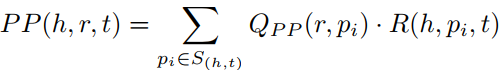 PP(h, r, t) = ∑_{p_i∈S_{(h,t)}} Q_{PP}(r, p_i) · R(h, p_i, t)